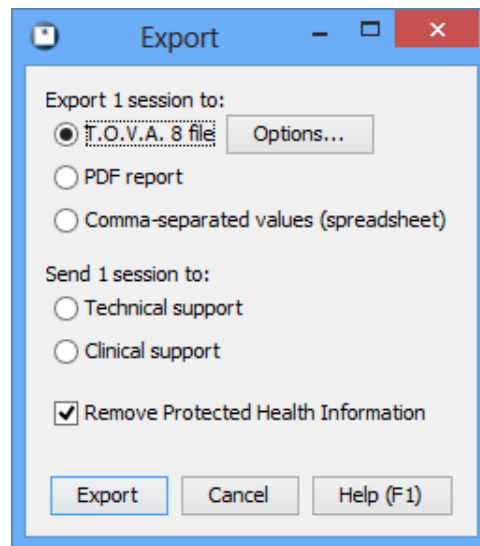 Export
Export 1 session to:
T.O.V.A. 8 file Options...
PDF report
Comma-separated values (spreadsheet)
Send 1 session to:
Technical support
Clinical support
Remove Protected Health Information
Export Cancel Help (F1)